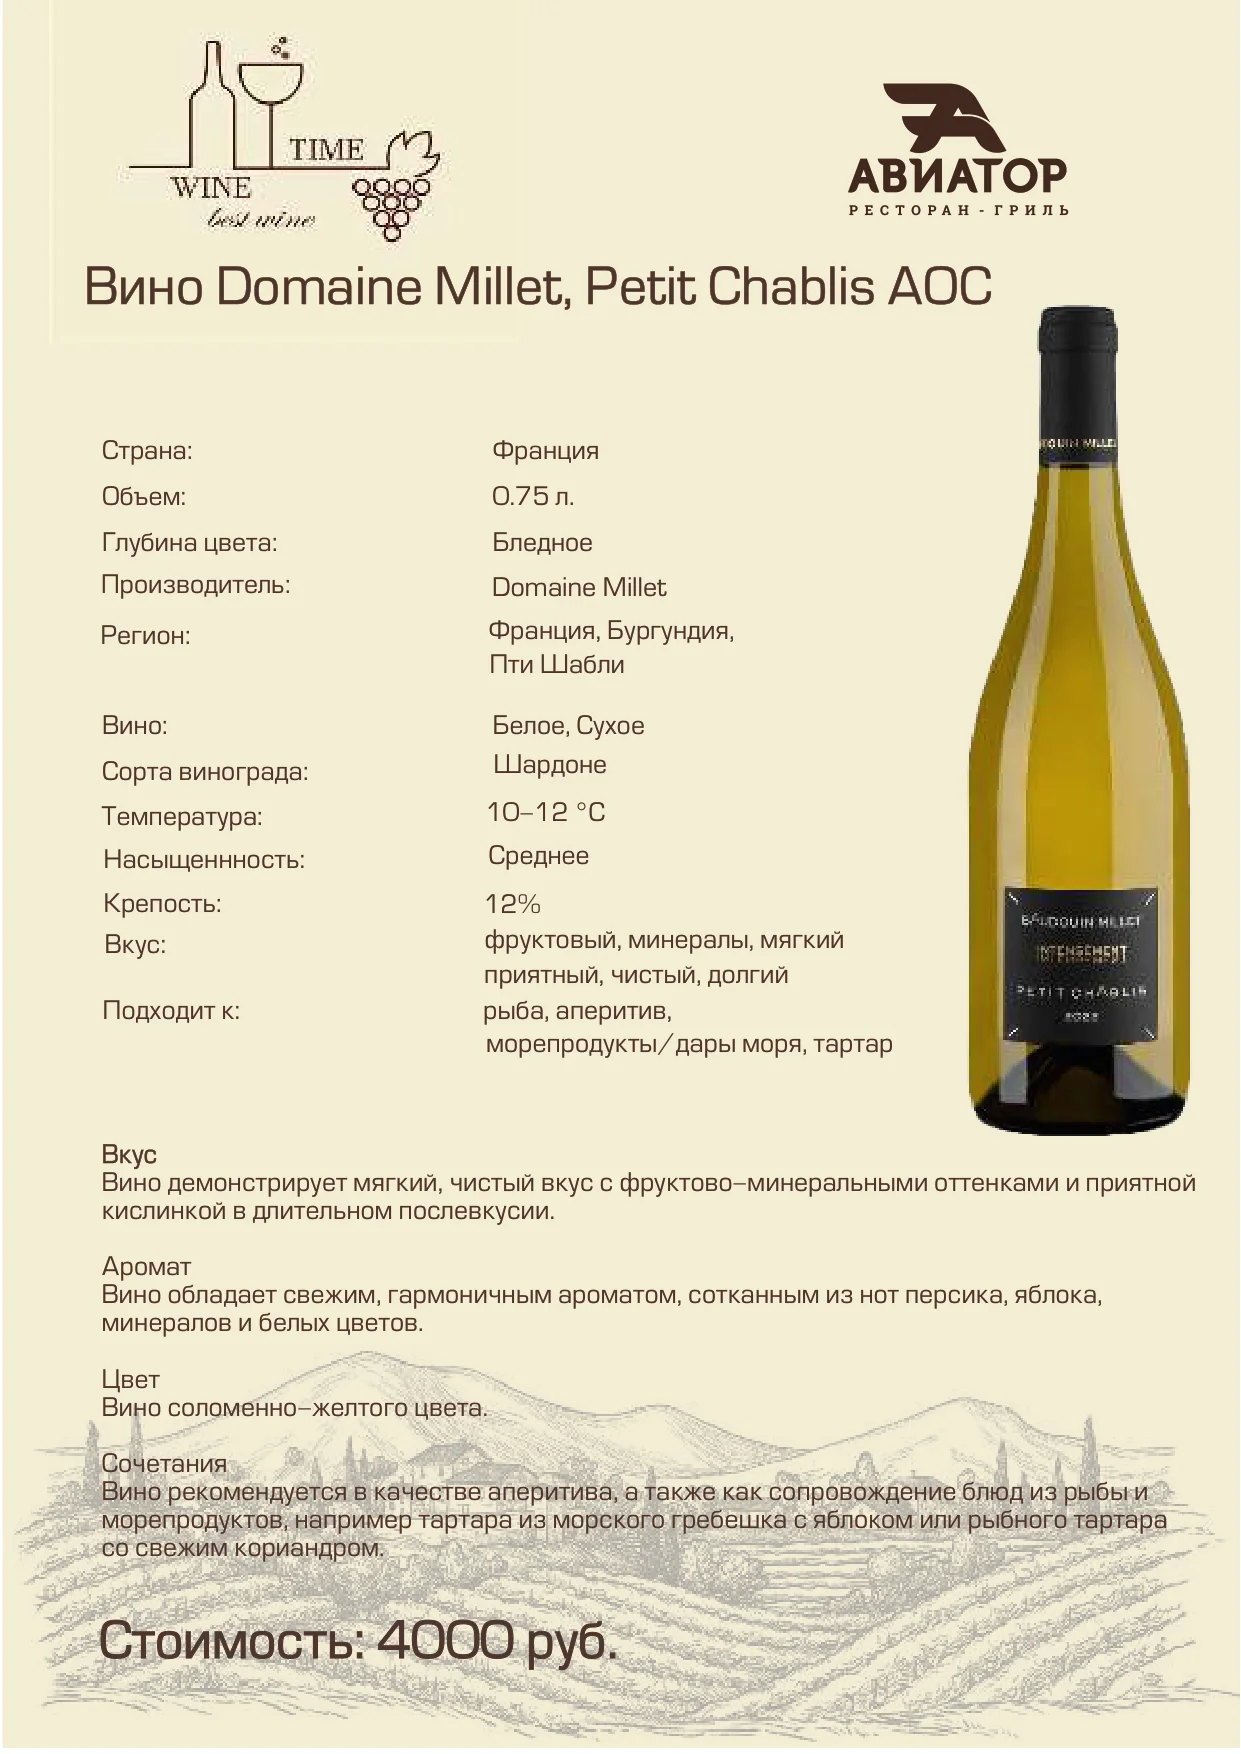 TIME
WINE
best wine
АВИАТОР
РЕСТОРАН - ГРИЛЬ
Вино Domaine Millet, Petit Chablis AOC
Страна: Франция
Объем: 0.75 л.
Глубина цвета: Бледное
Производитель: Domaine Millet
Регион: Франция, Бургундия,
Пти Шабли
Вино: Белое, Сухое
Сорта винограда: Шардоне
Температура: 10–12 °C
Насыщеннность: Среднее
Крепость: 12%
Вкус: фруктовый, минералы, мягкий
приятный, чистый, долгий
Подходит к: рыба, аперитив,
морепродукты/дары моря, тартар
BAUDOUIN MILLET
INTENSÉMENT
PETIT CHABLIS
2022
Вкус
Вино демонстрирует мягкий, чистый вкус с фруктово–минеральными оттенками и приятной
кислинкой в длительном послевкусии.
Аромат
Вино обладает свежим, гармоничным ароматом, сотканным из нот персика, яблока,
минералов и белых цветов.
Цвет
Вино соломенно–желтого цвета.
Сочетания
Вино рекомендуется в качестве аперитива, а также как сопровождение блюд из рыбы и
морепродуктов, например тартара из морского гребешка с яблоком или рыбного тартара
со свежим кориандром.
Стоимость: 4000 руб.